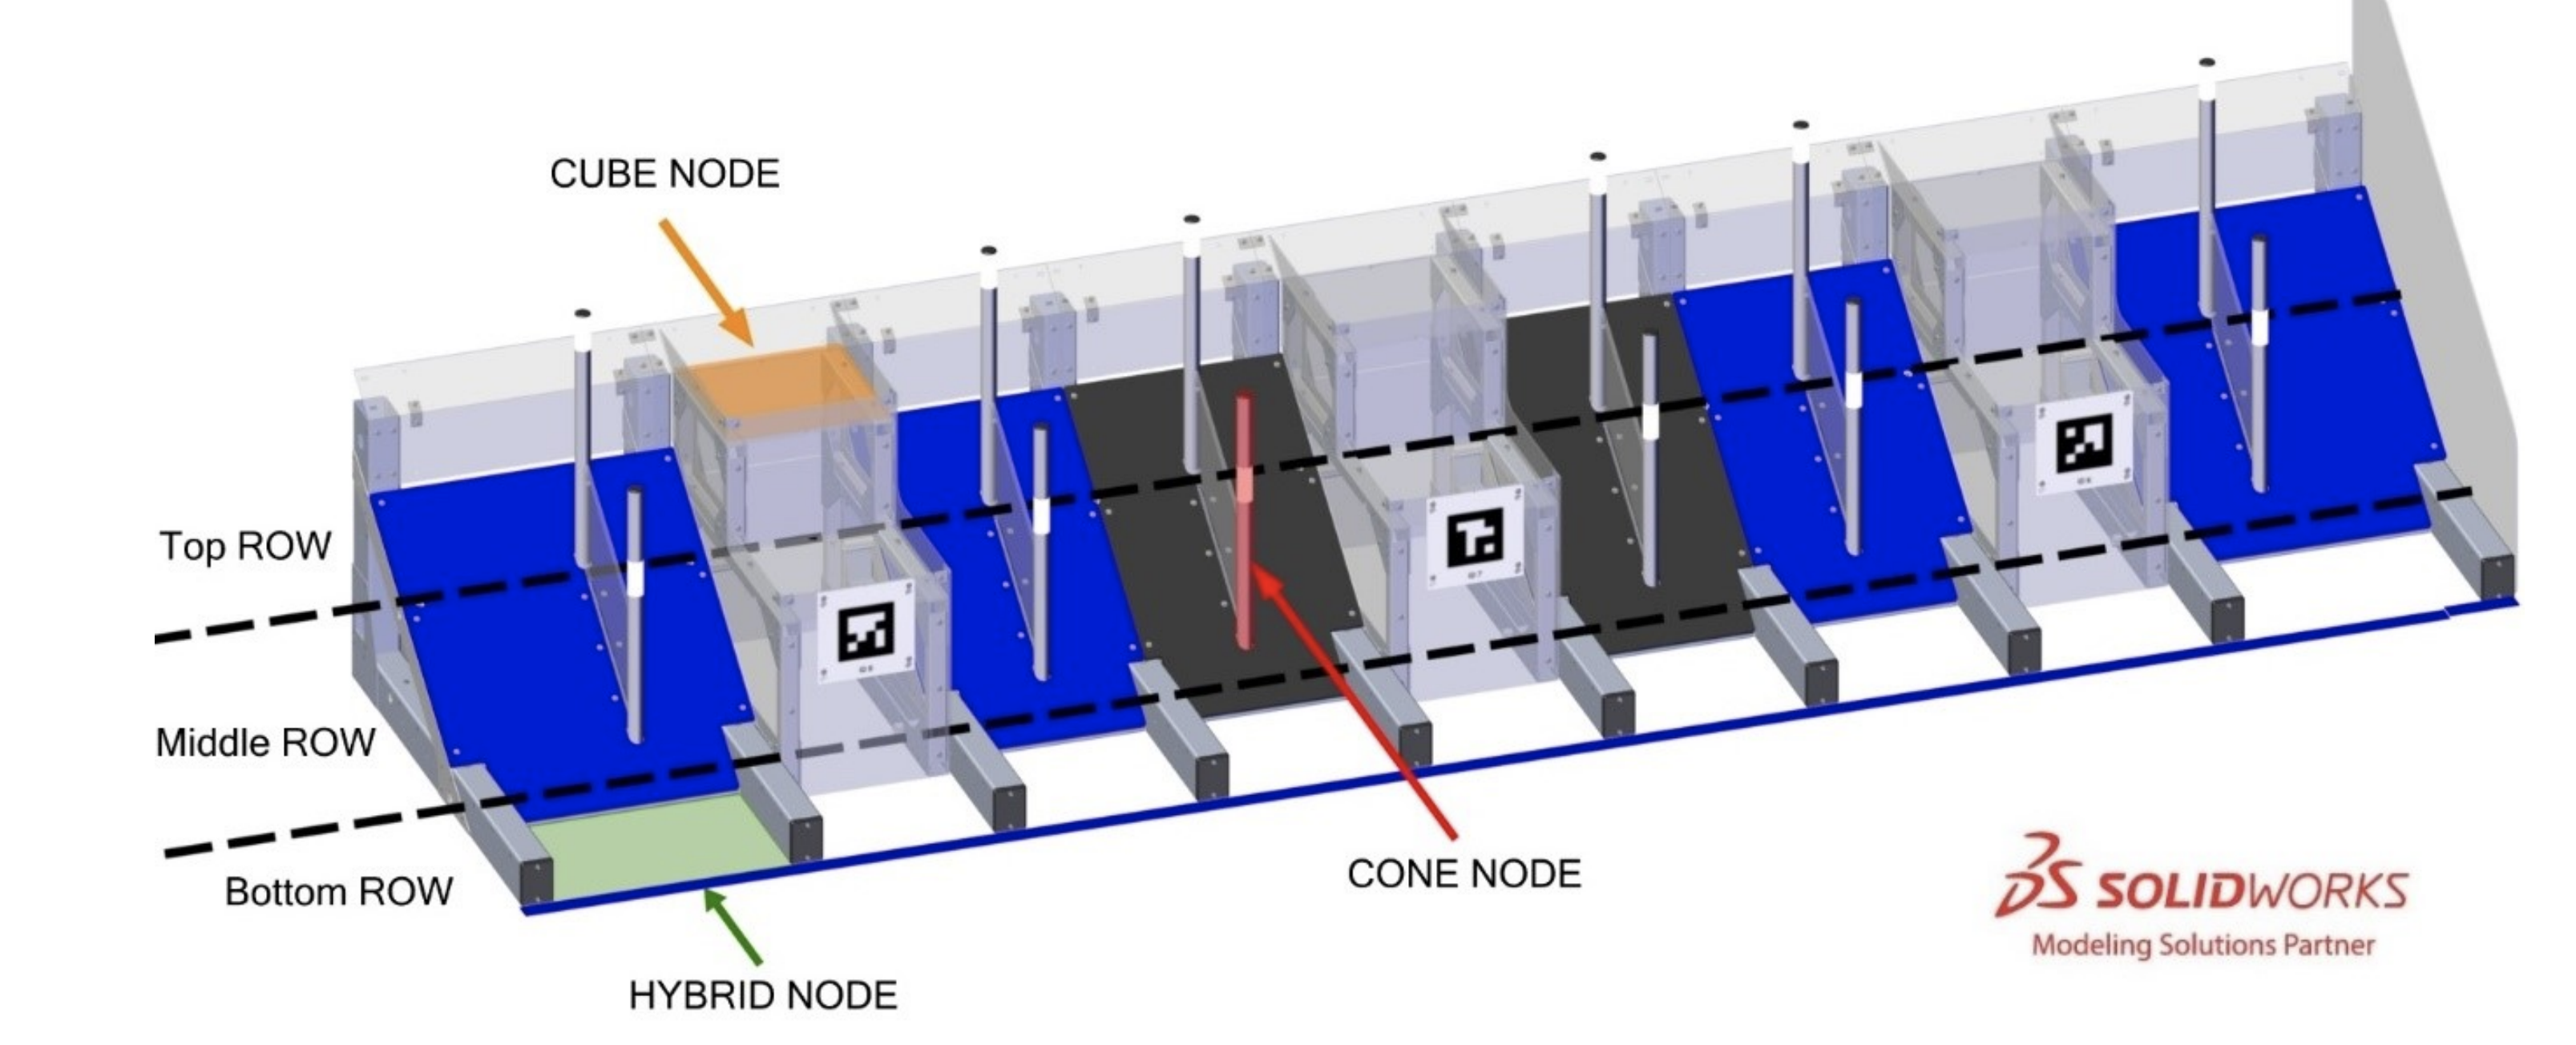 CUBE NODE
Top ROW
Middle ROW
Bottom ROW
CONE NODE
HYBRID NODE
SOLIDWORKS
Modeling Solutions Partner